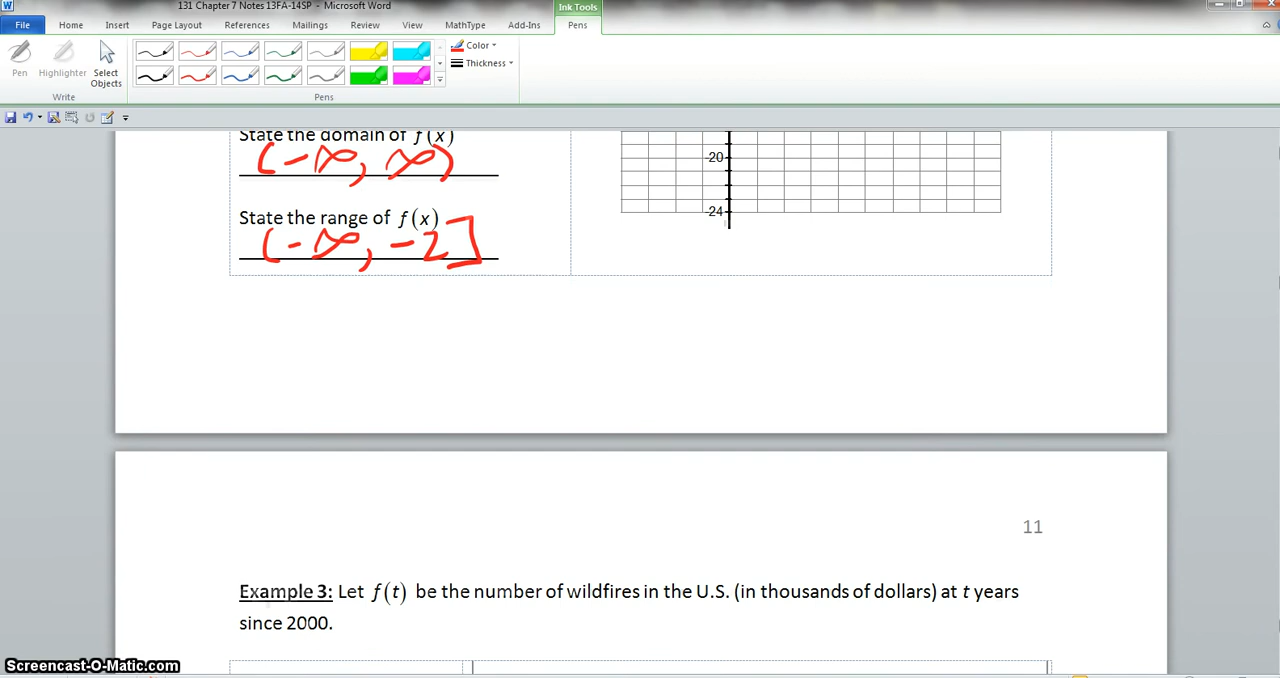 131 Chapter 7 Notes 13FA-14SP - Microsoft Word
Ink Tools
File Home Insert Page Layout References Mailings Review View MathType Add-Ins Pens
Pen Highlighter Select Objects
Color
Thickness
Write Pens
State the domain of f(x)
(-∞, ∞)
State the range of f(x)
(-∞, -2]
-20
-24
11
Example 3: Let f(t) be the number of wildfires in the U.S. (in thousands of dollars) at t years
since 2000.
Screencast-O-Matic.com